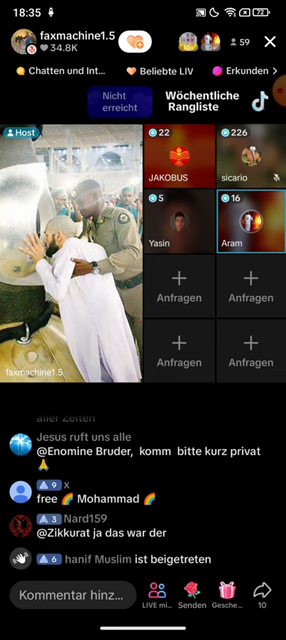 18:35
72
faxmachine1.5
34.8K
59
Chatten und Int...
Beliebte LIV
Erkunden
Nicht
erreicht
Wöchentliche
Rangliste
Host
22
226
JAKOBUS
sicario
5
16
Yasin
Aram
Anfragen
Anfragen
Anfragen
Anfragen
faxmachine1.5
aller Zeiten
Jesus ruft uns alle
@Enomine Bruder, komm bitte kurz privat
🙏
9 x
free 🌈 Mohammad 🌈
3 Nard159
@Zikkurat ja das war der
6 hanif Muslim ist beigetreten
Kommentar hinz...
LIVE mi...
Senden
Gesche...
10